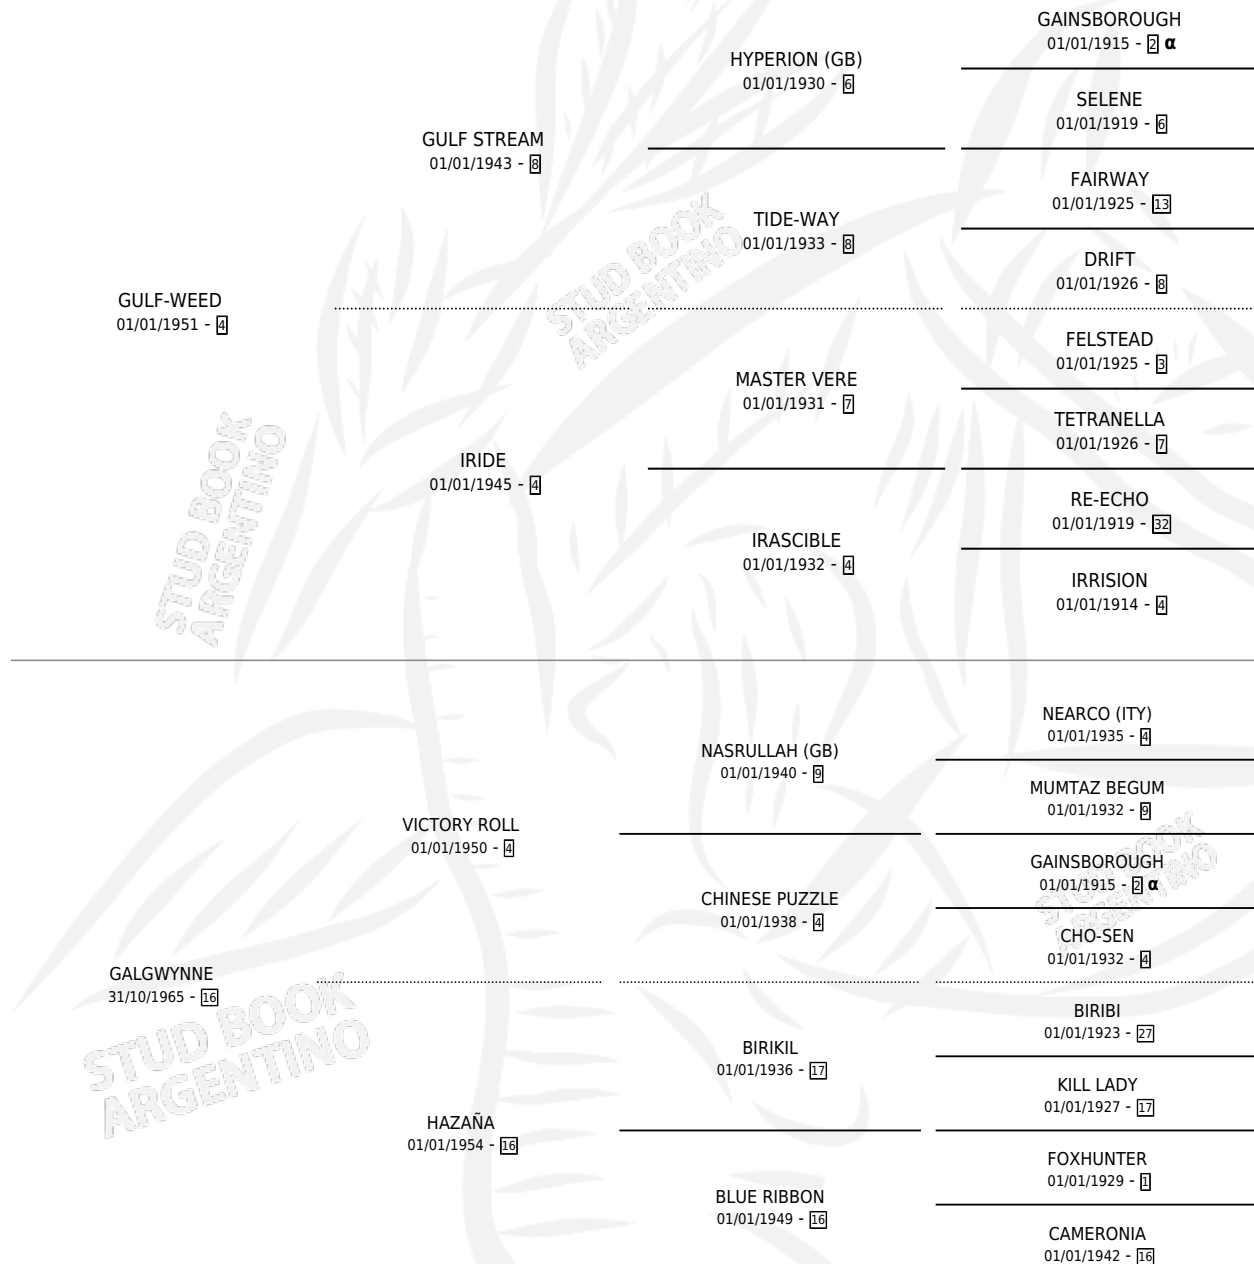 GULF-WEED
01/01/1951 - 4
GULF STREAM
01/01/1943 - 8
IRIDE
01/01/1945 - 4
HYPERION (GB)
01/01/1930 - 6
TIDE-WAY
01/01/1933 - 8
MASTER VERE
01/01/1931 - 7
IRASCIBLE
01/01/1932 - 4
GAINSBOROUGH
01/01/1915 - 2 α
SELENE
01/01/1919 - 6
FAIRWAY
01/01/1925 - 13
DRIFT
01/01/1926 - 8
FELSTEAD
01/01/1925 - 3
TETRANELLA
01/01/1926 - 7
RE-ECHO
01/01/1919 - 32
IRRISION
01/01/1914 - 4
GALGWYNNE
31/10/1965 - 16
VICTORY ROLL
01/01/1950 - 4
HAZAÑA
01/01/1954 - 16
NASRULLAH (GB)
01/01/1940 - 9
CHINESE PUZZLE
01/01/1938 - 4
BIRIKIL
01/01/1936 - 17
BLUE RIBBON
01/01/1949 - 16
NEARCO (ITY)
01/01/1935 - 4
MUMTAZ BEGUM
01/01/1932 - 9
GAINSBOROUGH
01/01/1915 - 2 α
CHO-SEN
01/01/1932 - 4
BIRIBI
01/01/1923 - 27
KILL LADY
01/01/1927 - 17
FOXHUNTER
01/01/1929 - 1
CAMERONIA
01/01/1942 - 16
STUD BOOK
ARGENTINO
STUD BOOK
ARGENTINO
STUD BOOK
ARGENTINO
STUD BOOK
ARGENTINO